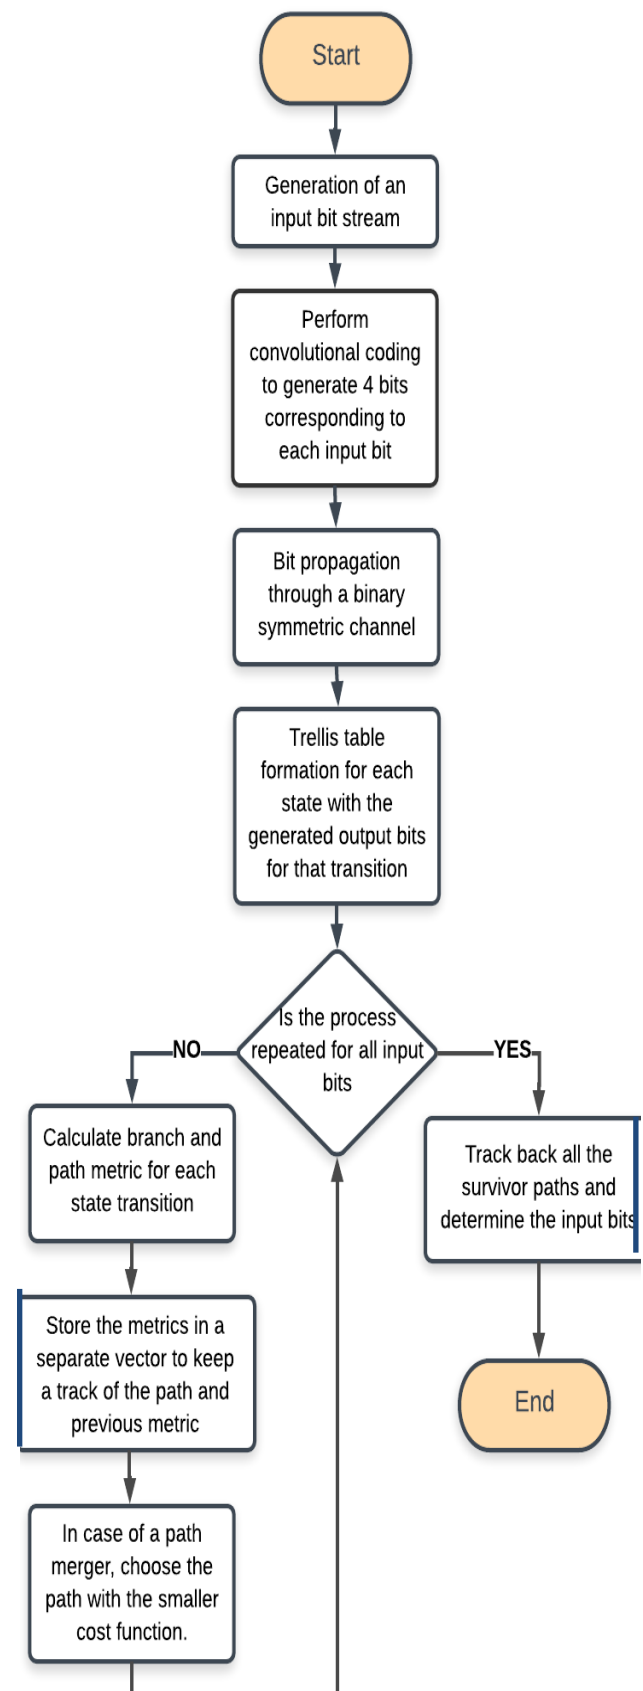 Start
Generation of an
input bit stream
Perform
convolutional coding
to generate 4 bits
corresponding to
each input bit
Bit propagation
through a binary
symmetric channel
Trellis table
formation for each
state with the
generated output bits
for that transition
Is the process
repeated for all input
bits
NO
YES
Calculate branch and
path metric for each
state transition
Store the metrics in a
separate vector to keep
a track of the path and
previous metric
In case of a path
merger, choose the
path with the smaller
cost function.
Track back all the
survivor paths and
determine the input bits
End